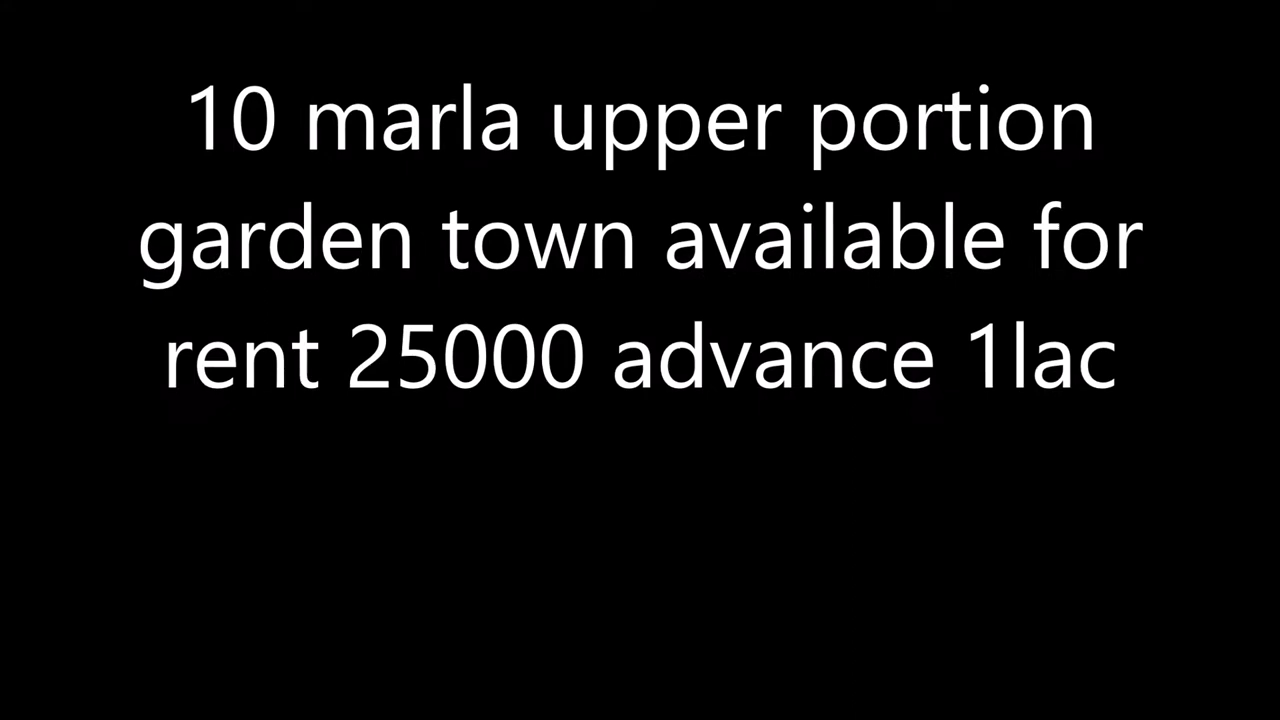 10 marla upper portion
garden town available for
rent 25000 advance 1lac